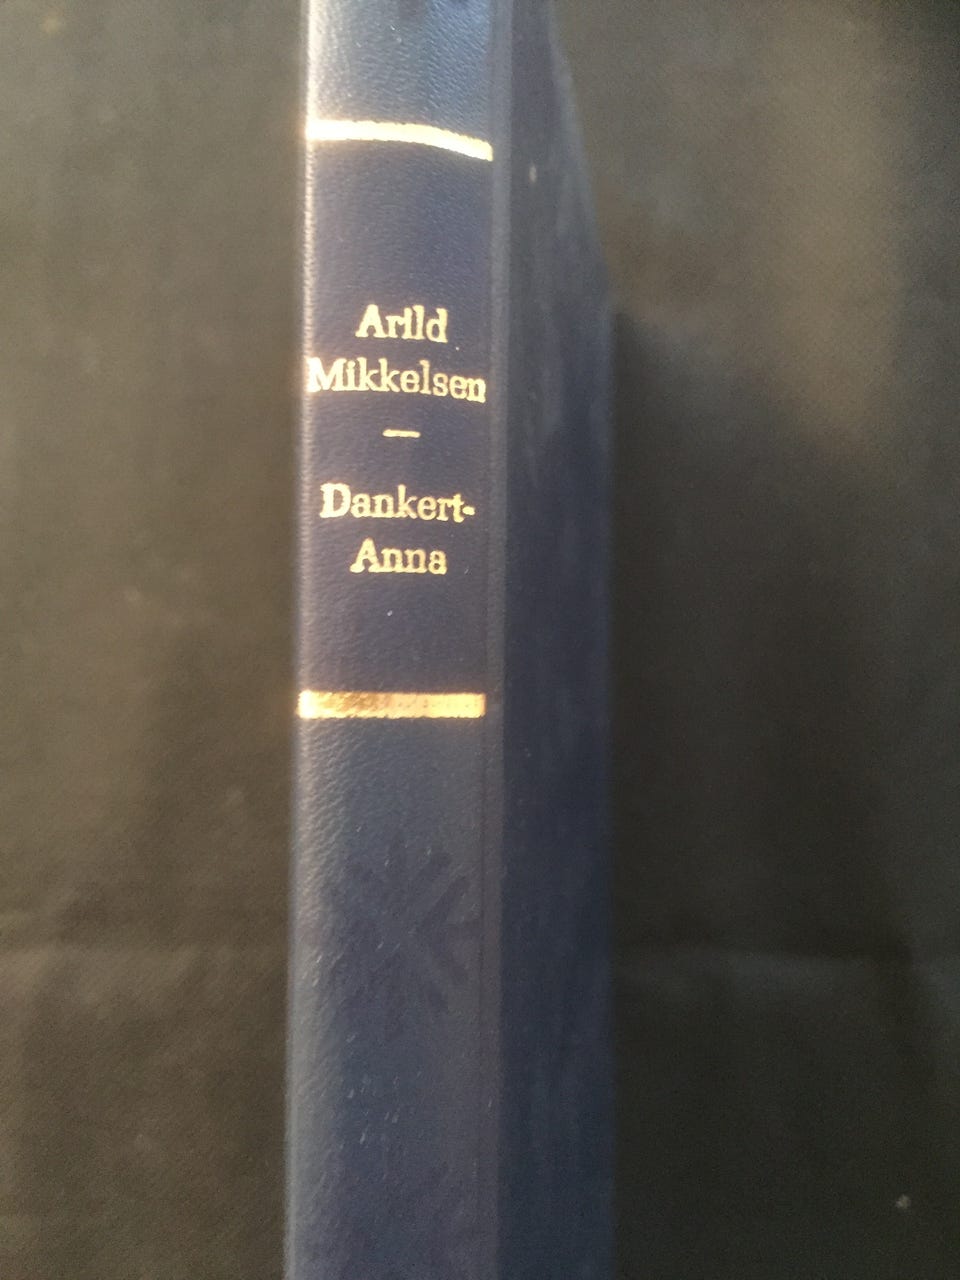 Arild
Mikkelsen
—
Dankert-
Anna